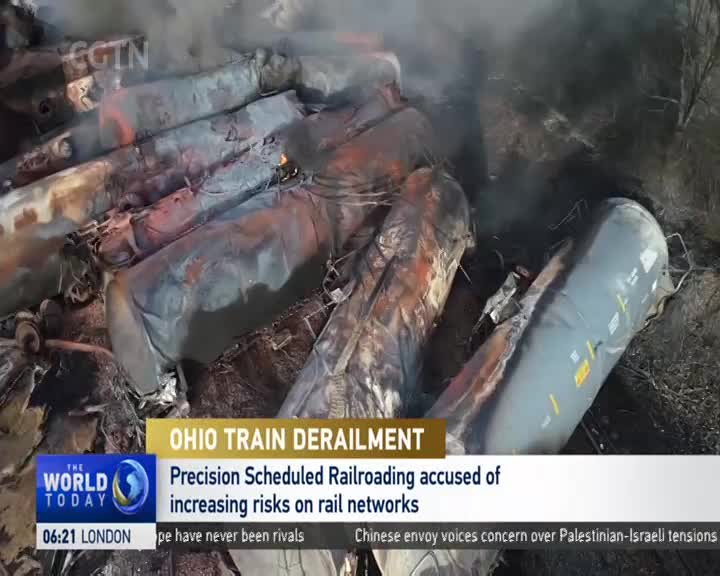 CGTN
OHIO TRAIN DERAILMENT
Precision Scheduled Railroading accused of
increasing risks on rail networks
THE
WORLD
TODAY
06:21 LONDON
ope have never been rivals Chinese envoy voices concern over Palestinian-Israeli tensions